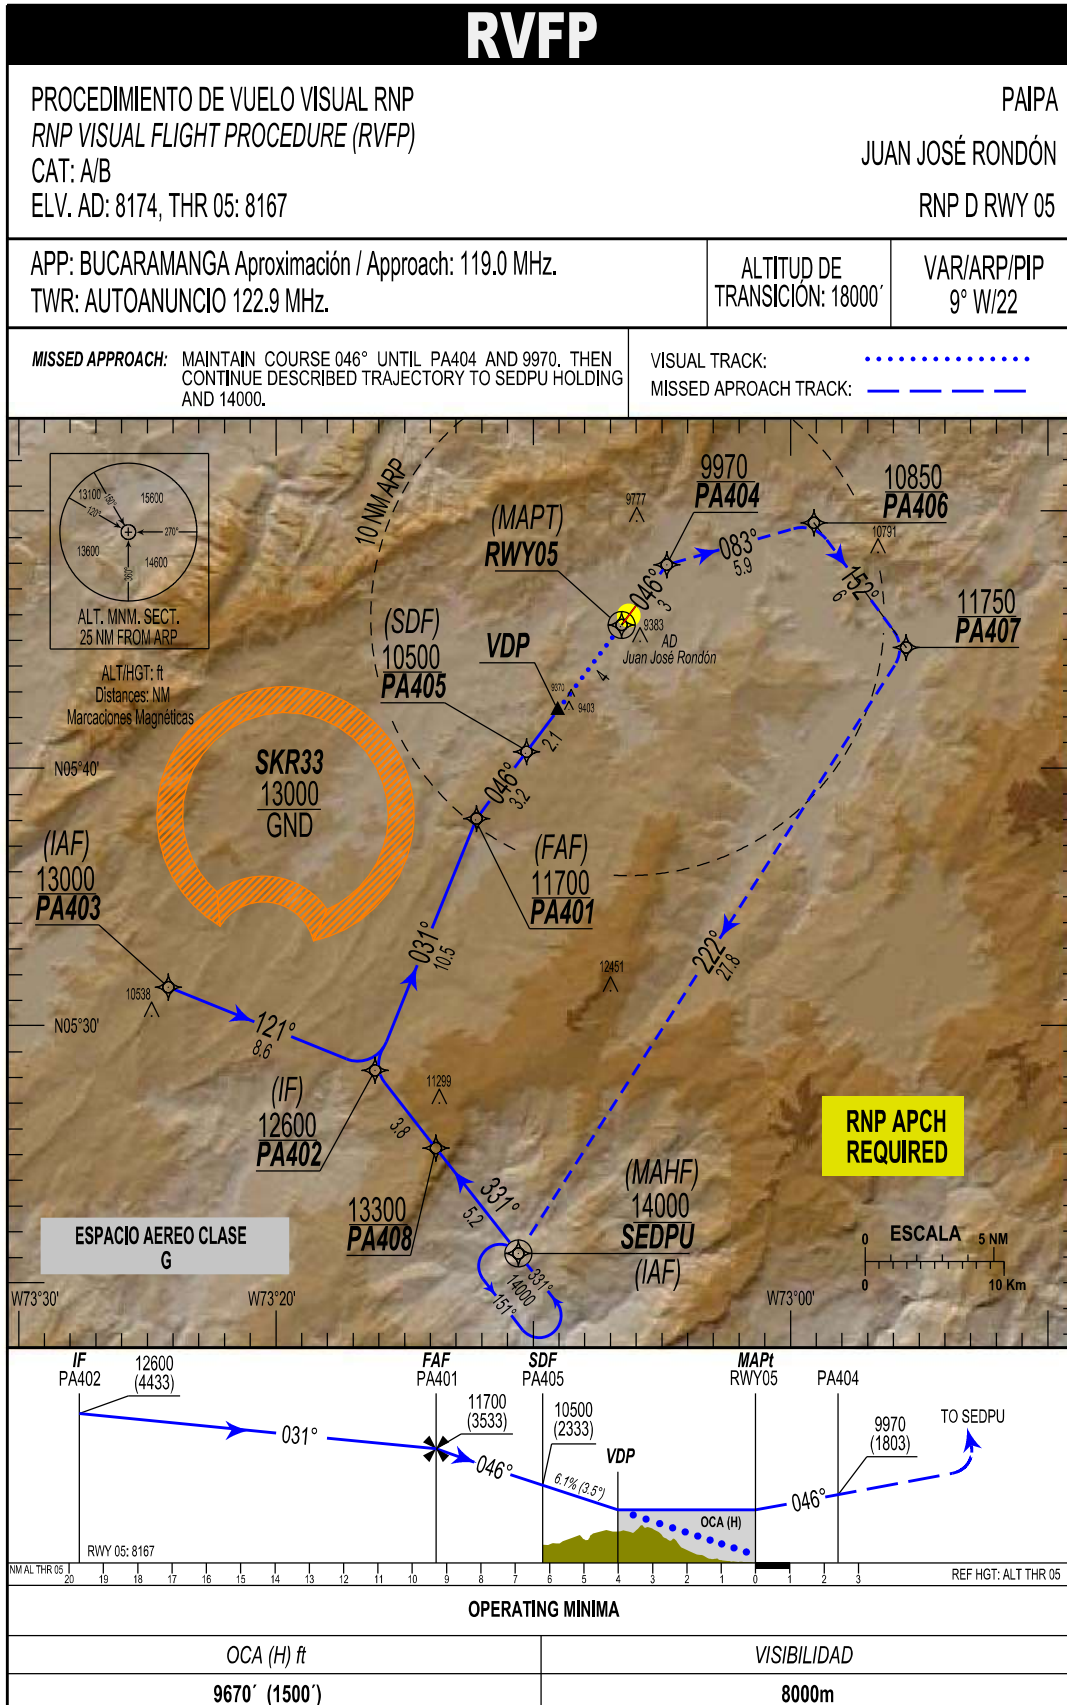 RVFP
PROCEDIMIENTO DE VUELO VISUAL RNP
RNP VISUAL FLIGHT PROCEDURE (RVFP)
CAT: A/B
ELV. AD: 8174, THR 05: 8167
PAIPA
JUAN JOSÉ RONDÓN
RNP D RWY 05
APP: BUCARAMANGA Aproximación / Approach: 119.0 MHz.
TWR: AUTOANUNCIO 122.9 MHz.
ALTITUD DE
TRANSICIÓN: 18000´
VAR/ARP/PIP
9° W/22
MISSED APPROACH: MAINTAIN COURSE 046° UNTIL PA404 AND 9970. THEN
CONTINUE DESCRIBED TRAJECTORY TO SEDPU HOLDING
AND 14000.
VISUAL TRACK:
MISSED APROACH TRACK:
13100
15600
150°
120°
270°
13600
14600
360°
ALT. MNM. SECT.
25 NM FROM ARP
ALT/HGT: ft
Distances: NM
Marcaciones Magnéticas
10 NM ARP
9777
9970
PA404
10850
PA406
10791
(MAPT)
RWY05
083°
5.9
046°
3
152°
6
11750
PA407
9383
AD
Juan José Rondón
(SDF)
10500
PA405
VDP
4
9370
9403
2.1
SKR33
13000
GND
N05°40'
046°
3.2
(FAF)
11700
PA401
(IAF)
13000
PA403
031°
10.5
222°
27.8
12451
10538
N05°30'
121°
8.6
(IF)
12600
PA402
11299
3.8
RNP APCH
REQUIRED
13300
PA408
331°
5.2
(MAHF)
14000
SEDPU
(IAF)
ESPACIO AEREO CLASE
G
331°
14000
151°
0 ESCALA 5 NM
0 10 Km
W73°30'
W73°20'
W73°00'
IF
PA402
12600
(4433)
FAF
PA401
11700
(3533)
SDF
PA405
10500
(2333)
VDP
MAPt
RWY05
PA404
9970
(1803)
TO SEDPU
031°
046°
6.1% (3.5°)
OCA (H)
046°
RWY 05: 8167
NM AL THR 05
20 19 18 17 16 15 14 13 12 11 10 9 8 7 6 5 4 3 2 1 0 1 2 3
REF HGT: ALT THR 05
OPERATING MINIMA
OCA (H) ft
VISIBILIDAD
9670´ (1500´)
8000m